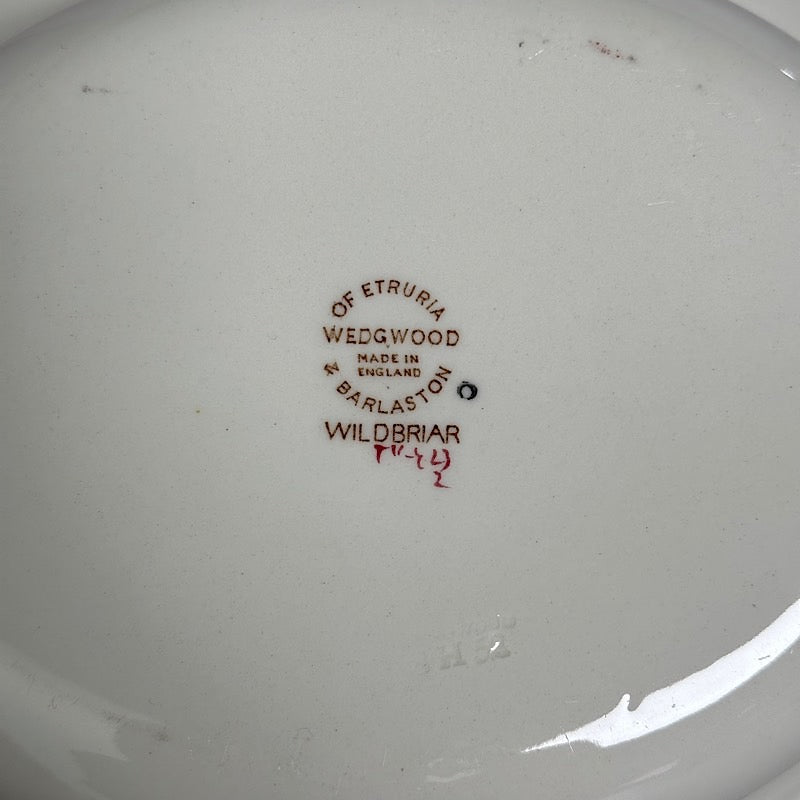 OF ETRURIA
WEDGWOOD
MADE IN
ENGLAND
& BARLASTON
WILDBRIAR